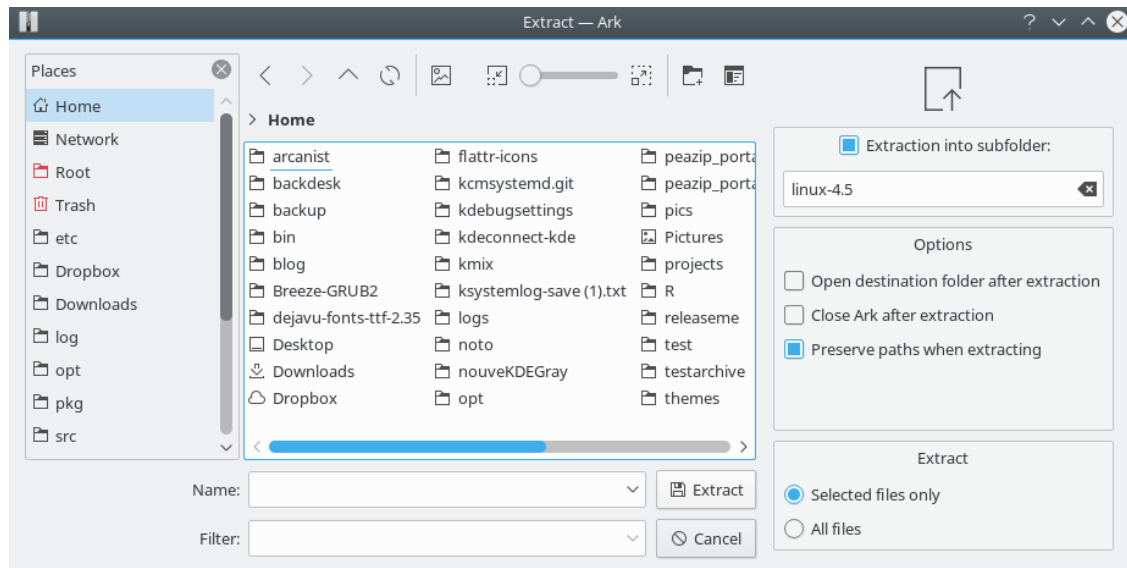 Extract — Ark
Places
Home
Network
Root
Trash
etc
Dropbox
Downloads
log
opt
pkg
src
Home
arcanist
backdesk
backup
bin
blog
Breeze-GRUB2
dejavu-fonts-ttf-2.35
Desktop
Downloads
Dropbox
flattr-icons
kcmsystemd.git
kdebugsettings
kdeconnect-kde
kmix
ksystemlog-save (1).txt
logs
noto
nouveKDEGray
opt
peazip_porta
peazip_porta
pics
Pictures
projects
R
releaseme
test
testarchive
themes
Name:
Extract
Filter:
Cancel
Extraction into subfolder:
linux-4.5
Options
Open destination folder after extraction
Close Ark after extraction
Preserve paths when extracting
Extract
Selected files only
All files